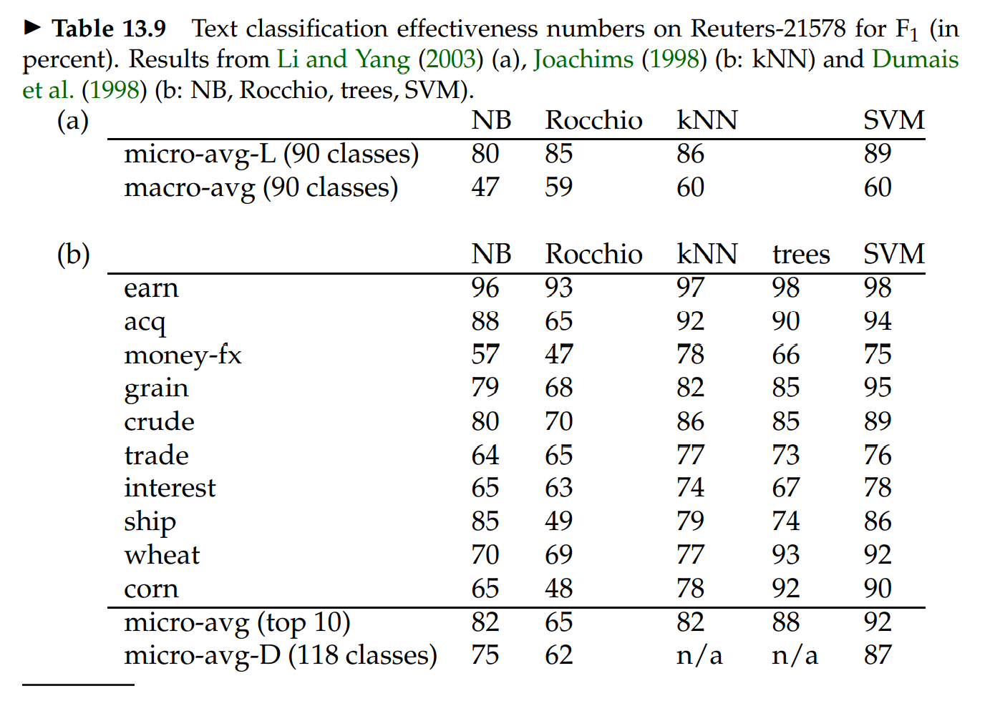 ► Table 13.9 Text classification effectiveness numbers on Reuters-21578 for F₁ (in
percent). Results from Li and Yang (2003) (a), Joachims (1998) (b: kNN) and Dumais
et al. (1998) (b: NB, Rocchio, trees, SVM).
(a) NB Rocchio kNN SVM
micro-avg-L (90 classes) 80 85 86 89
macro-avg (90 classes) 47 59 60 60
(b) NB Rocchio kNN trees SVM
earn 96 93 97 98 98
acq 88 65 92 90 94
money-fx 57 47 78 66 75
grain 79 68 82 85 95
crude 80 70 86 85 89
trade 64 65 77 73 76
interest 65 63 74 67 78
ship 85 49 79 74 86
wheat 70 69 77 93 92
corn 65 48 78 92 90
micro-avg (top 10) 82 65 82 88 92
micro-avg-D (118 classes) 75 62 n/a n/a 87